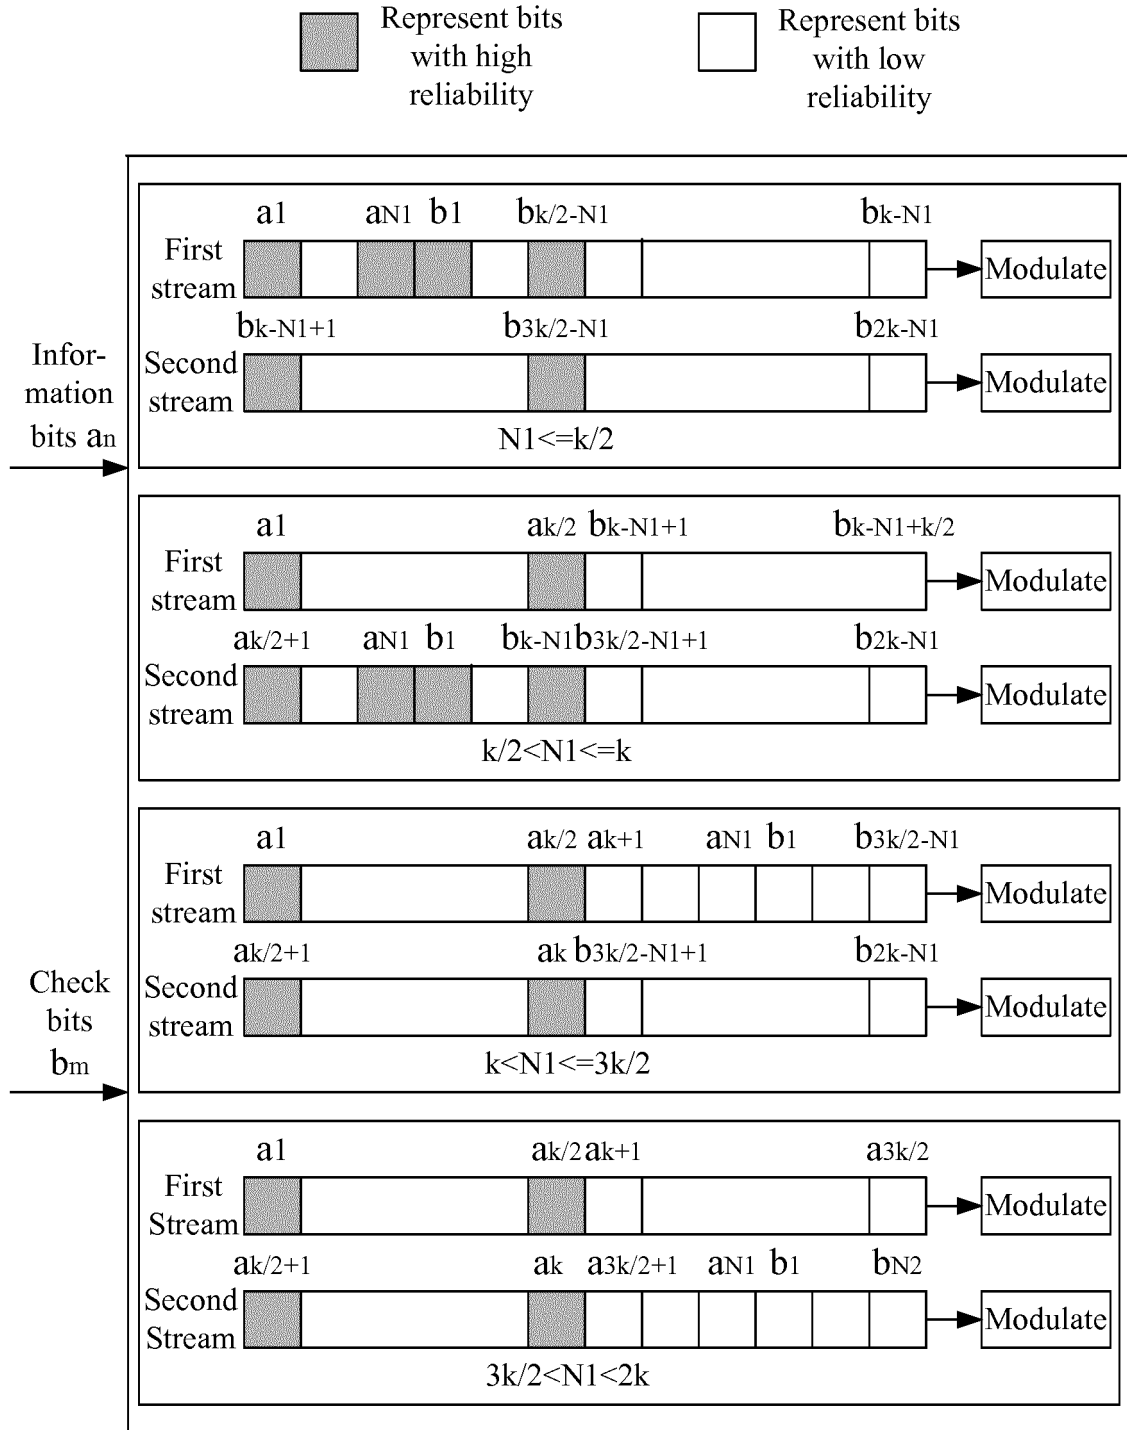 Represent bits
with high
reliability
Represent bits
with low
reliability
a1 aN1 b1 bk/2-N1 bk-N1
First
stream
Modulate
bk-N1+1 b3k/2-N1 b2k-N1
Second
stream
Modulate
N1<=k/2
Infor-
mation
bits an
a1 ak/2 bk-N1+1 bk-N1+k/2
First
stream
Modulate
ak/2+1 aN1 b1 bk-N1 b3k/2-N1+1 b2k-N1
Second
stream
Modulate
k/2<N1<=k
a1 ak/2 ak+1 aN1 b1 b3k/2-N1
First
stream
Modulate
ak/2+1 ak b3k/2-N1+1 b2k-N1
Second
stream
Modulate
k<N1<=3k/2
Check
bits
bm
a1 ak/2 ak+1 a3k/2
First
Stream
Modulate
ak/2+1 ak a3k/2+1 aN1 b1 bN2
Second
Stream
Modulate
3k/2<N1<2k